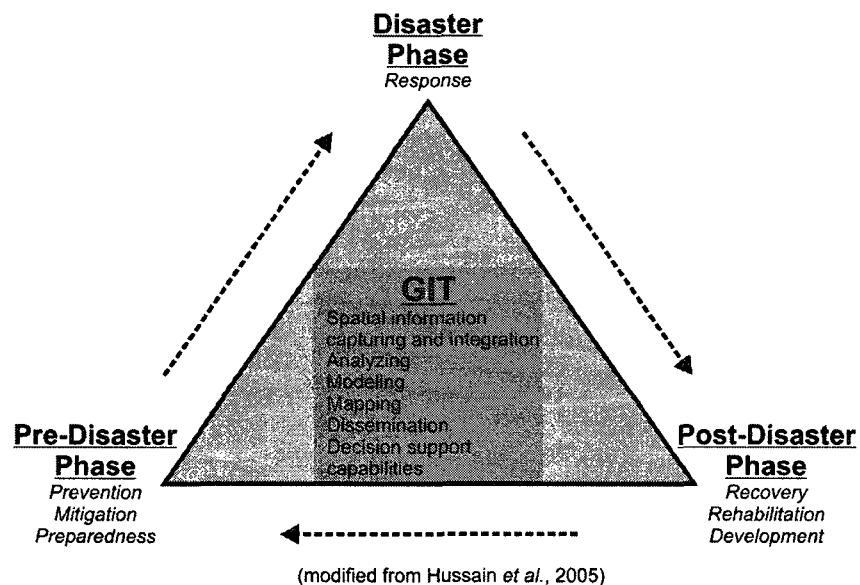 Disaster
Phase
Response
GIT
Spatial information
capturing and integration
Analyzing
Modeling
Mapping
Dissemination
Decision support
capabilities
Pre-Disaster
Phase
Prevention
Mitigation
Preparedness
Post-Disaster
Phase
Recovery
Rehabilitation
Development
(modified from Hussain et al., 2005)